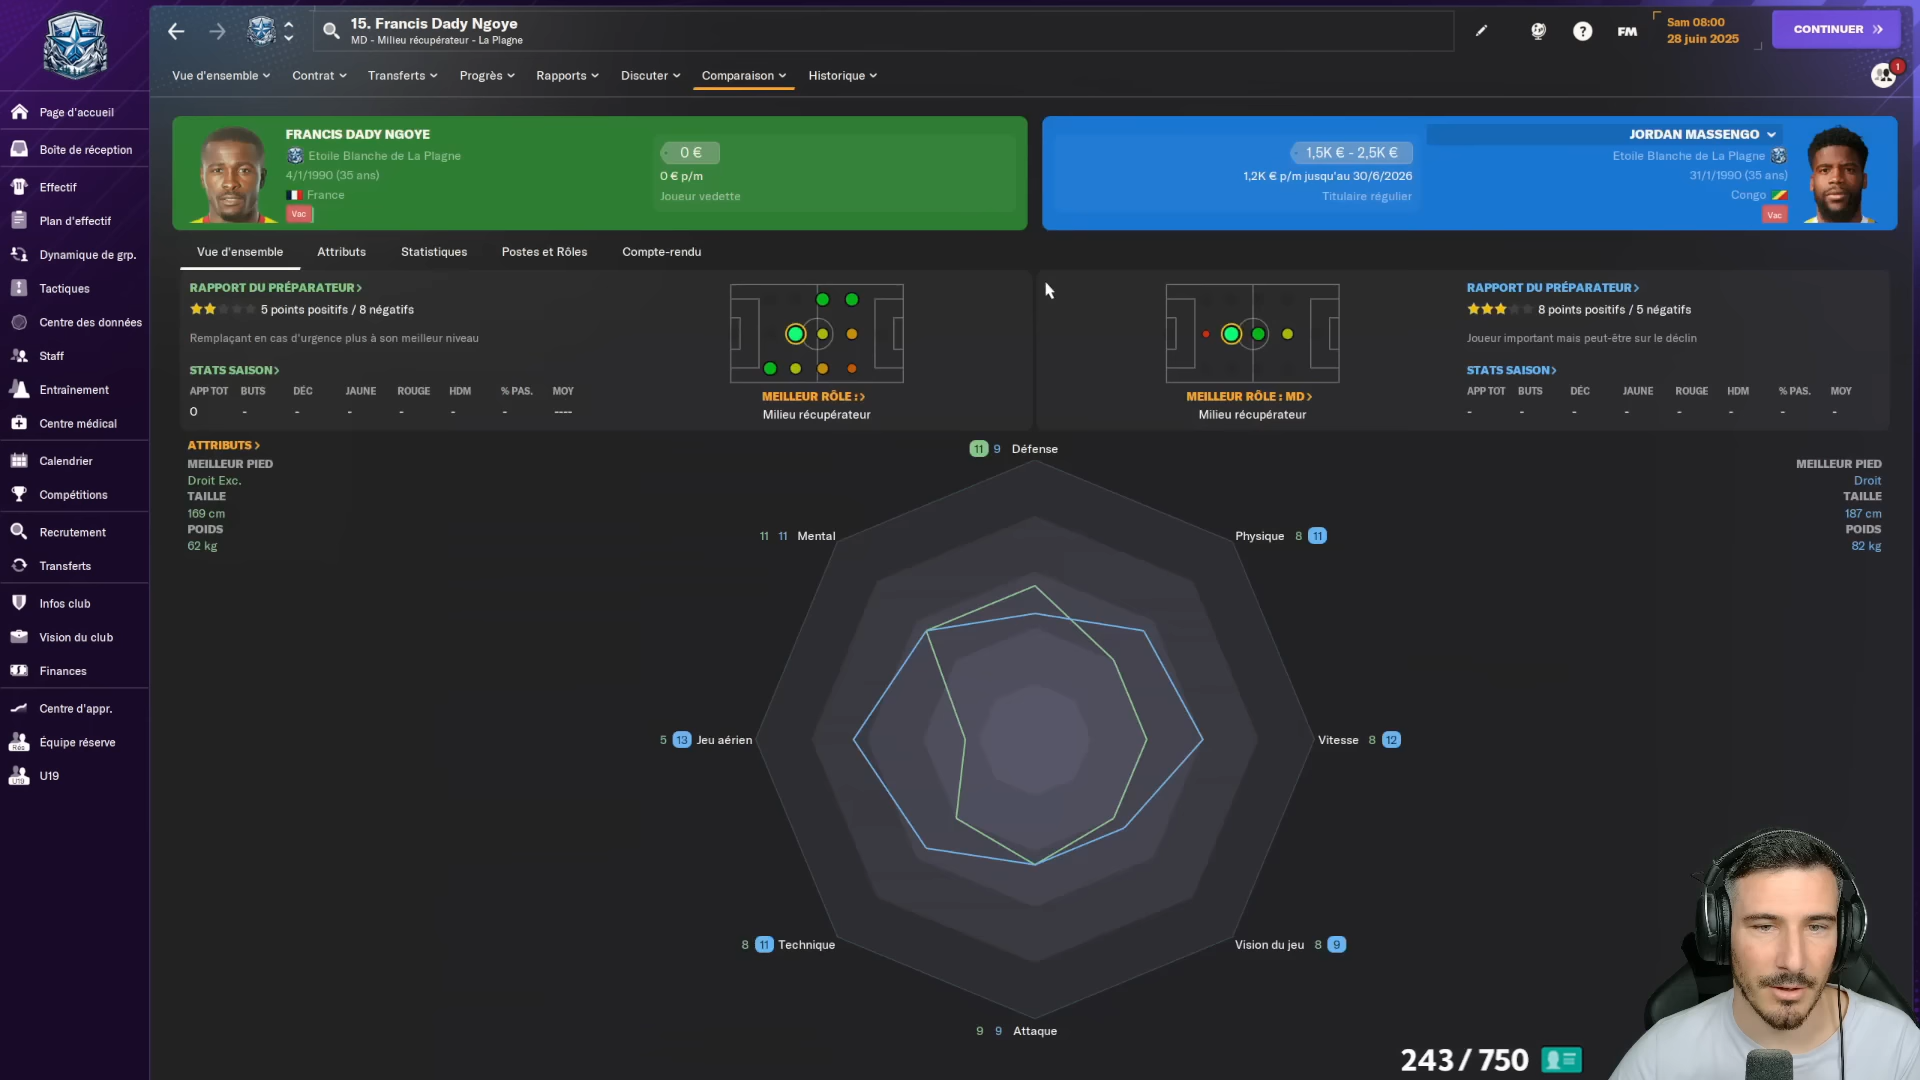 15. Francis Dady Ngoye
MD - Milieu récupérateur - La Plagne
?
FM
Sam 08:00
28 juin 2025
CONTINUER
Vue d'ensemble
Contrat
Transferts
Progrès
Rapports
Discuter
Comparaison
Historique
1
Page d'accueil
Boîte de réception
Effectif
Plan d'effectif
Dynamique de grp.
Tactiques
Centre des données
Staff
Entraînement
Centre médical
Calendrier
Compétitions
Recrutement
Transferts
Infos club
Vision du club
Finances
Centre d'appr.
Équipe réserve
U19
FRANCIS DADY NGOYE
Etoile Blanche de La Plagne
4/1/1990 (35 ans)
France
Vac
0 €
0 € p/m
Joueur vedette
JORDAN MASSENGO
Etoile Blanche de La Plagne
31/1/1990 (35 ans)
Congo
Vac
1,5K € - 2,5K €
1,2K € p/m jusqu'au 30/6/2026
Titulaire régulier
Vue d'ensemble
Attributs
Statistiques
Postes et Rôles
Compte-rendu
RAPPORT DU PRÉPARATEUR >
5 points positifs / 8 négatifs
Remplaçant en cas d'urgence plus à son meilleur niveau
STATS SAISON >
APP TOT BUTS DÉC JAUNE ROUGE HDM % PAS. MOY
0 - - - - - - ----
MEILLEUR RÔLE : >
Milieu récupérateur
MEILLEUR RÔLE : MD >
Milieu récupérateur
RAPPORT DU PRÉPARATEUR >
8 points positifs / 5 négatifs
Joueur important mais peut-être sur le déclin
STATS SAISON >
APP TOT BUTS DÉC JAUNE ROUGE HDM % PAS. MOY
- - - - - - - -
ATTRIBUTS >
MEILLEUR PIED
Droit Exc.
TAILLE
169 cm
POIDS
62 kg
MEILLEUR PIED
Droit
TAILLE
187 cm
POIDS
82 kg
11 9 Défense
11 11 Mental
Physique 8 11
5 13 Jeu aérien
Vitesse 8 12
8 11 Technique
Vision du jeu 8 9
9 9 Attaque
243/750